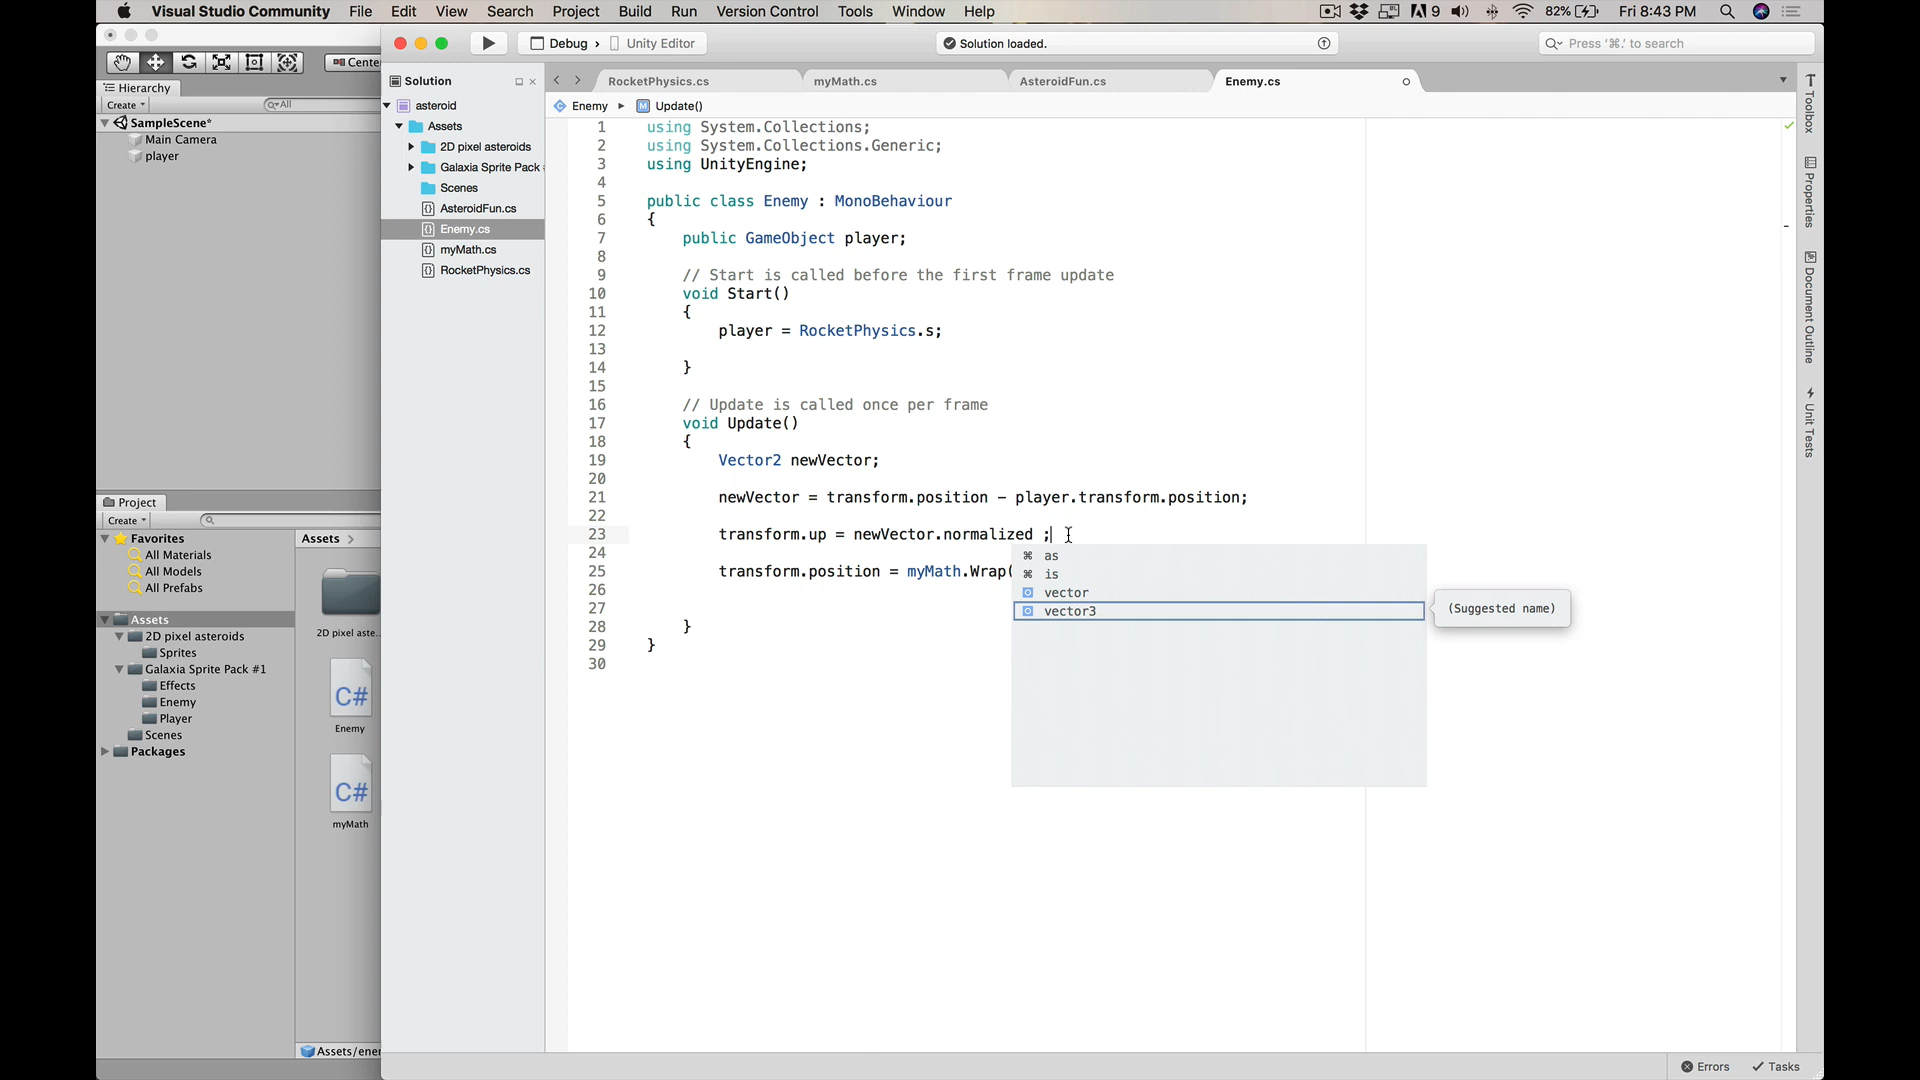 Visual Studio Community File Edit View Search Project Build Run Version Control Tools Window Help
9 82% Fri 8:43 PM
Debug › Unity Editor
Solution loaded.
Press '⌘.' to search
Center
Hierarchy
Create
All
SampleScene*
Main Camera
player
Solution
asteroid
Assets
2D pixel asteroids
Galaxia Sprite Pack
Scenes
AsteroidFun.cs
Enemy.cs
myMath.cs
RocketPhysics.cs
RocketPhysics.cs
myMath.cs
AsteroidFun.cs
Enemy.cs
Enemy Update()
1 using System.Collections;
2 using System.Collections.Generic;
3 using UnityEngine;
4
5 public class Enemy : MonoBehaviour
6 {
7 public GameObject player;
8
9 // Start is called before the first frame update
10 void Start()
11 {
12 player = RocketPhysics.s;
13
14 }
15
16 // Update is called once per frame
17 void Update()
18 {
19 Vector2 newVector;
20
21 newVector = transform.position - player.transform.position;
22
23 transform.up = newVector.normalized ;
24
25 transform.position = myMath.Wrap(
26
27
28 }
29 }
30
as
is
vector
vector3
(Suggested name)
Toolbox
Properties
Document Outline
Unit Tests
Project
Create
Favorites
All Materials
All Models
All Prefabs
Assets
2D pixel asteroids
Sprites
Galaxia Sprite Pack #1
Effects
Enemy
Player
Scenes
Packages
Assets
2D pixel aste...
C#
Enemy
C#
myMath
Assets/ener
Errors Tasks